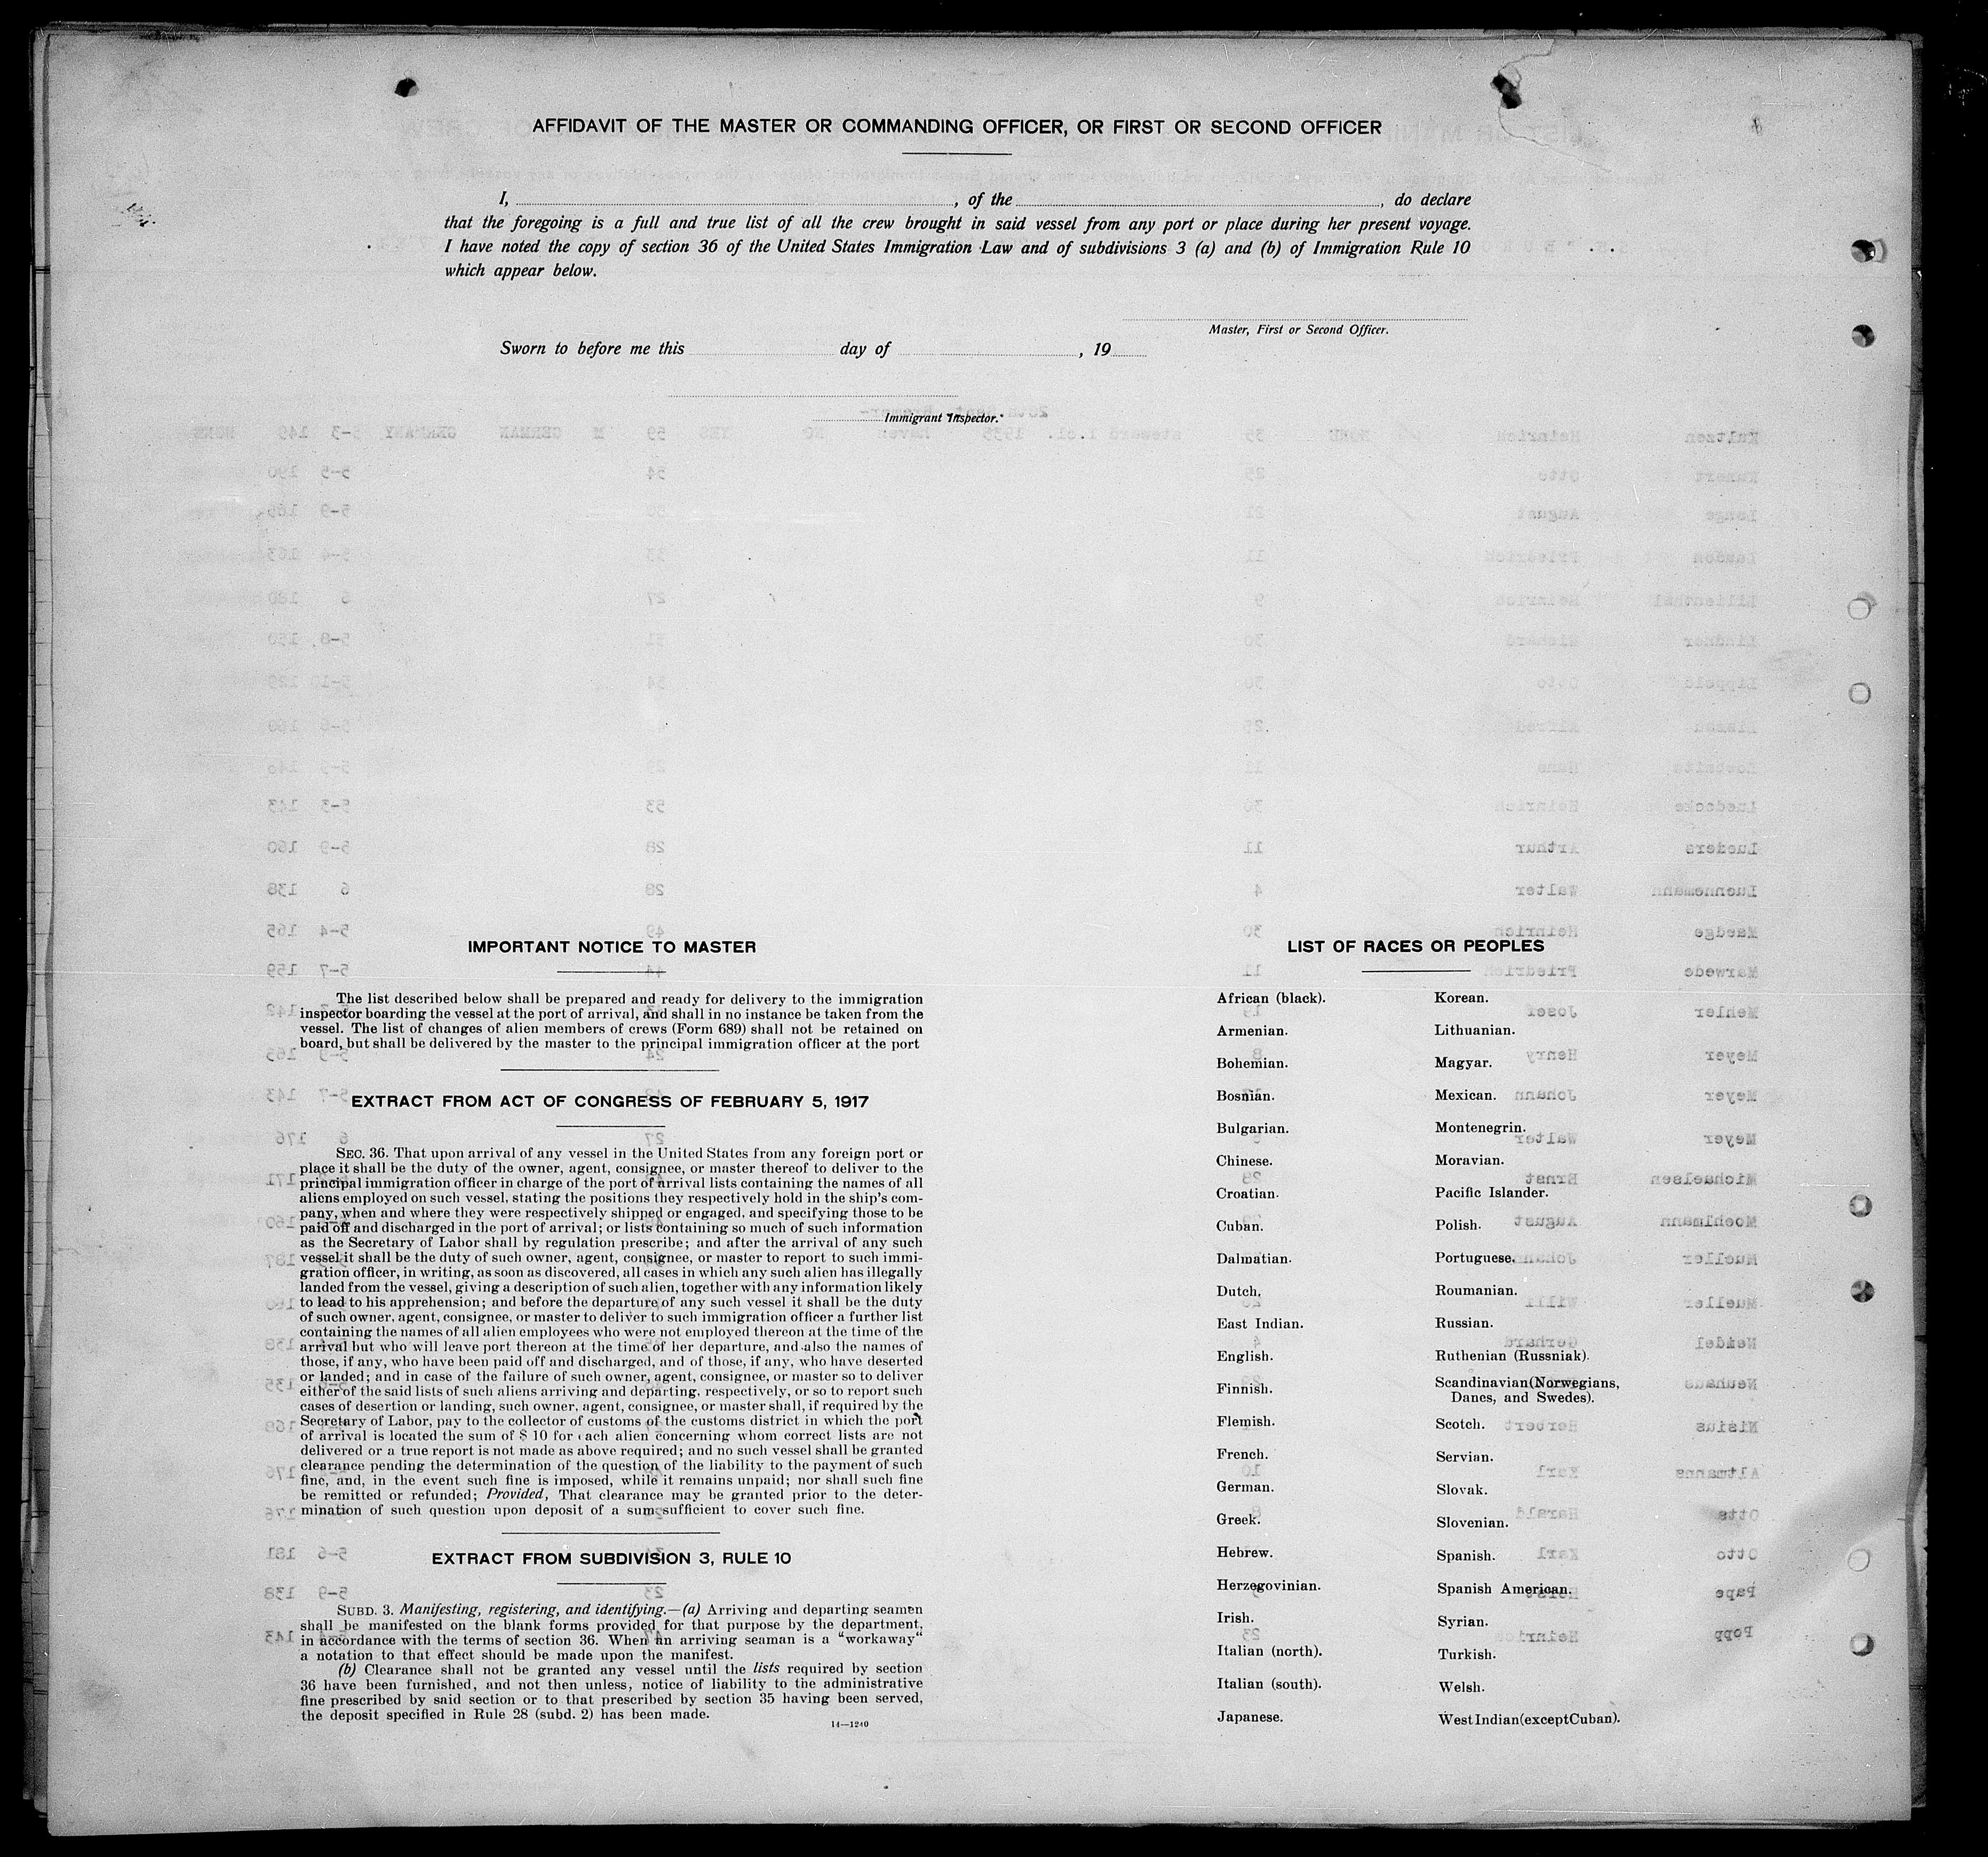 AFFIDAVIT OF THE MASTER OR COMMANDING OFFICER, OR FIRST OR SECOND OFFICER
I, , of the , do declare
that the foregoing is a full and true list of all the crew brought in said vessel from any port or place during her present voyage.
I have noted the copy of section 36 of the United States Immigration Law and of subdivisions 3 (a) and (b) of Immigration Rule 10
which appear below.
Master, First or Second Officer.
Sworn to before me this day of , 19
Immigrant Inspector.
IMPORTANT NOTICE TO MASTER
The list described below shall be prepared and ready for delivery to the immigration
inspector boarding the vessel at the port of arrival, and shall in no instance be taken from the
vessel. The list of changes of alien members of crews (Form 689) shall not be retained on
board, but shall be delivered by the master to the principal immigration officer at the port
EXTRACT FROM ACT OF CONGRESS OF FEBRUARY 5, 1917
SEC. 36. That upon arrival of any vessel in the United States from any foreign port or
place it shall be the duty of the owner, agent, consignee, or master thereof to deliver to the
principal immigration officer in charge of the port of arrival lists containing the names of all
aliens employed on such vessel, stating the positions they respectively hold in the ship's com-
pany, when and where they were respectively shipped or engaged, and specifying those to be
paid off and discharged in the port of arrival; or lists containing so much of such information
as the Secretary of Labor shall by regulation prescribe; and after the arrival of any such
vessel it shall be the duty of such owner, agent, consignee, or master to report to such immi-
gration officer, in writing, as soon as discovered, all cases in which any such alien has illegally
landed from the vessel, giving a description of such alien, together with any information likely
to lead to his apprehension; and before the departure of any such vessel it shall be the duty
of such owner, agent, consignee, or master to deliver to such immigration officer a further list
containing the names of all alien employees who were not employed thereon at the time of the
arrival but who will leave port thereon at the time of her departure, and also the names of
those, if any, who have been paid off and discharged, and of those, if any, who have deserted
or landed; and in case of the failure of such owner, agent, consignee, or master so to deliver
either of the said lists of such aliens arriving and departing, respectively, or so to report such
cases of desertion or landing, such owner, agent, consignee, or master shall, if required by the
Secretary of Labor, pay to the collector of customs of the customs district in which the port
of arrival is located the sum of $ 10 for each alien concerning whom correct lists are not
delivered or a true report is not made as above required; and no such vessel shall be granted
clearance pending the determination of the question of the liability to the payment of such
fine, and, in the event such fine is imposed, while it remains unpaid; nor shall such fine
be remitted or refunded; Provided, That clearance may be granted prior to the deter-
mination of such question upon deposit of a sum sufficient to cover such fine.
EXTRACT FROM SUBDIVISION 3, RULE 10
SUBD. 3. Manifesting, registering, and identifying.—(a) Arriving and departing seamen
shall be manifested on the blank forms provided for that purpose by the department,
in accordance with the terms of section 36. When an arriving seaman is a "workaway"
a notation to that effect should be made upon the manifest.
(b) Clearance shall not be granted any vessel until the lists required by section
36 have been furnished, and not then unless, notice of liability to the administrative
fine prescribed by said section or to that prescribed by section 35 having been served,
the deposit specified in Rule 28 (subd. 2) has been made.
14—1240
LIST OF RACES OR PEOPLES
African (black).
Armenian.
Bohemian.
Bosnian.
Bulgarian.
Chinese.
Croatian.
Cuban.
Dalmatian.
Dutch.
East Indian.
English.
Finnish.
Flemish.
French.
German.
Greek.
Hebrew.
Herzegovinian.
Irish.
Italian (north).
Italian (south).
Japanese.
Korean.
Lithuanian.
Magyar.
Mexican.
Montenegrin.
Moravian.
Pacific Islander.
Polish.
Portuguese.
Roumanian.
Russian.
Ruthenian (Russniak).
Scandinavian (Norwegians,
Danes, and Swedes).
Scotch.
Servian.
Slovak.
Slovenian.
Spanish.
Spanish American.
Syrian.
Turkish.
Welsh.
West Indian (except Cuban).